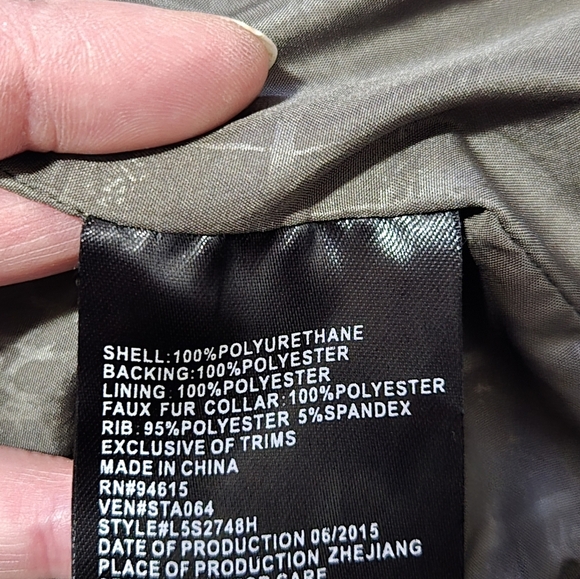 SHELL:100%POLYURETHANE
BACKING:100%POLYESTER
LINING:100%POLYESTER
FAUX FUR COLLAR:100%POLYESTER
RIB:95%POLYESTER 5%SPANDEX
EXCLUSIVE OF TRIMS
MADE IN CHINA
RN#94615
VEN#STA064
STYLE#L5S2748H
DATE OF PRODUCTION 06/2015
PLACE OF PRODUCTION ZHEJIANG
CARE